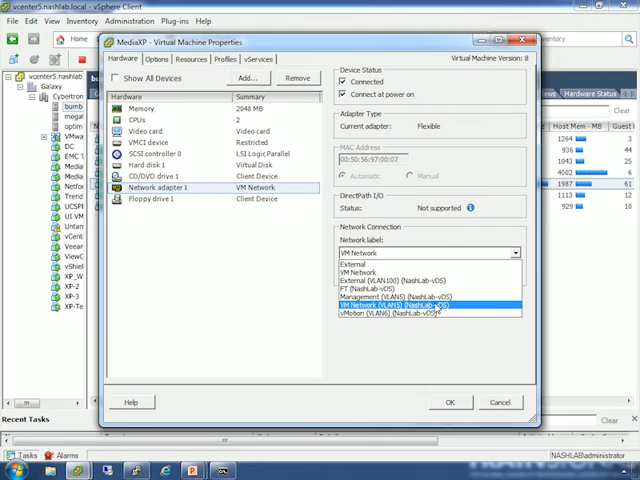 vcenter5.nashlab.local - vSphere Client
File Edit View Inventory Administration Plug-ins Help
Home
Inventory
vcenter5.nashlab
Galaxy
Cybertron
bumb
megat
optim
VMwa
DC
EMC T
Media
Netfo
Trend
UCSPE
UI VM
Untan
vCent
vCeVie
vShiel
XP_W
XP-2
XP-3
XP-Te
MediaXP - Virtual Machine Properties
Hardware Options Resources Profiles vServices
Virtual Machine Version: 8
Show All Devices
Add...
Remove
Hardware Summary
Memory 2048 MB
CPUs 2
Video card Video card
VMCI device Restricted
SCSI controller 0 LSI Logic Parallel
Hard disk 1 Virtual Disk
CD/DVD drive 1 Client Device
Network adapter 1 VM Network
Floppy drive 1 Client Device
Device Status
Connected
Connect at power on
Adapter Type
Current adapter: Flexible
MAC Address
00:50:56:97:00:07
Automatic Manual
DirectPath I/O
Status: Not supported
Network Connection
Network label:
VM Network
External
VM Network
External (VLAN100) (NashLab-vDS)
FT (NashLab-vDS)
Management (VLAN5) (NashLab-vDS)
VM Network (VLAN5) (NashLab-vDS)
vMotion (VLAN6) (NashLab-vDS)
Help
OK
Cancel
Hardware Status
Clear
Host Mem - MB
1264 3
1193 36
1043 25
4002 6
1987 61
1113 12
929 10
Recent Tasks
Clear
Tasks Alarms
NASHLAB\administrator